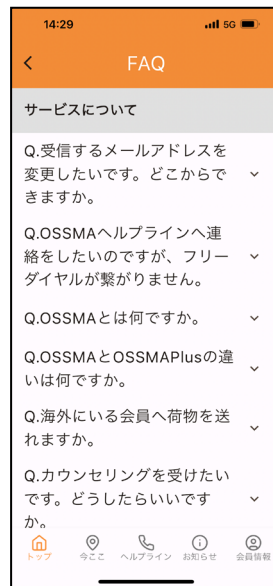 14:29
5G
FAQ
サービスについて
Q.受信するメールアドレスを
変更したいです。どこからで
きますか。
Q.OSSMAヘルプラインへ連
絡をしたいのですが、フリー
ダイヤルが繋がりません。
Q.OSSMAとは何ですか。
Q.OSSMAとOSSMAPlusの違
いは何ですか。
Q.海外にいる会員へ荷物を送
れますか。
Q.カウンセリングを受けたい
です。どうしたらいいです
か。
トップ 今ここ ヘルプライン お知らせ 会員情報